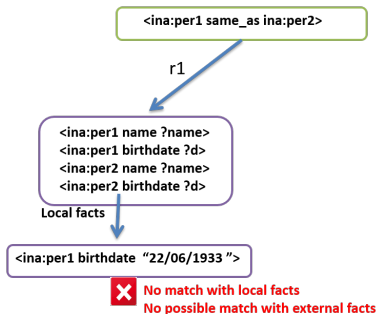 <ina:per1 same_as ina:per2>
r1
<ina:per1 name ?name>
<ina:per1 birthdate ?d>
<ina:per2 name ?name>
<ina:per2 birthdate ?d>
Local facts
<ina:per1 birthdate “22/06/1933 ”>
No match with local facts
No possible match with external facts